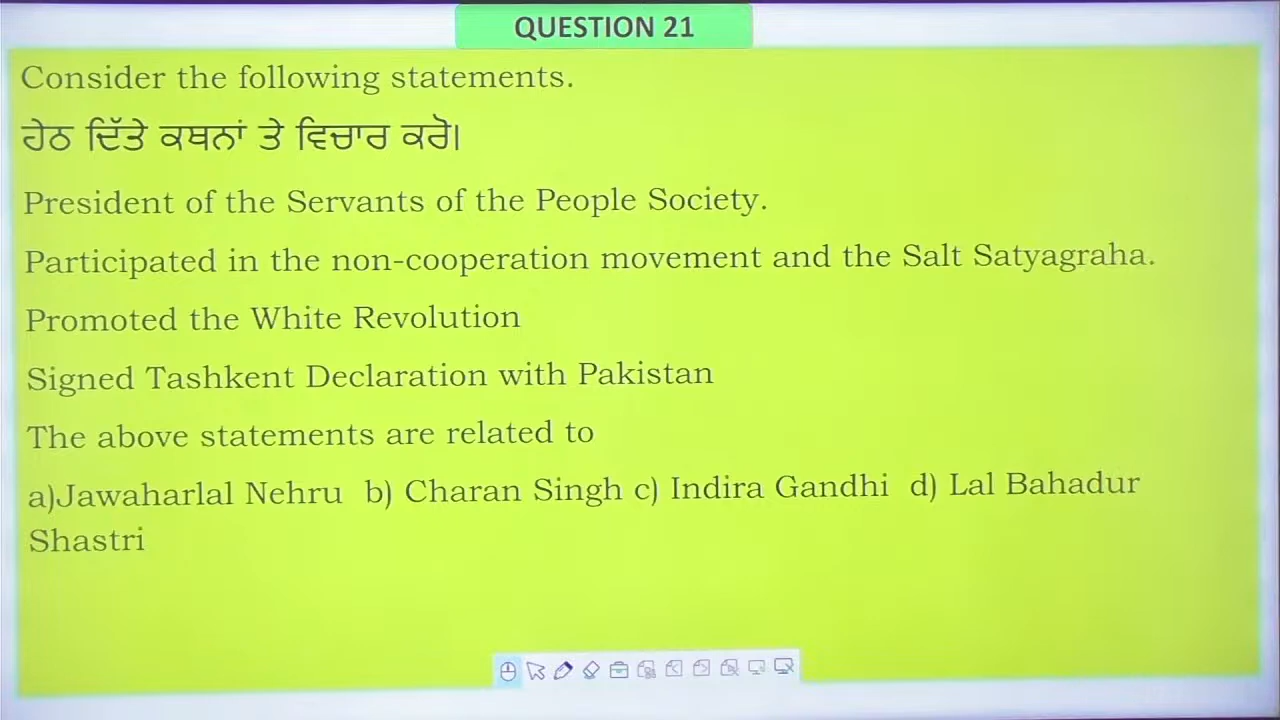 QUESTION 21
Consider the following statements.
ਹੇਠ ਦਿੱਤੇ ਕਥਨਾਂ ਤੇ ਵਿਚਾਰ ਕਰੋ।
President of the Servants of the People Society.
Participated in the non-cooperation movement and the Salt Satyagraha.
Promoted the White Revolution
Signed Tashkent Declaration with Pakistan
The above statements are related to
a)Jawaharlal Nehru b) Charan Singh c) Indira Gandhi d) Lal Bahadur
Shastri